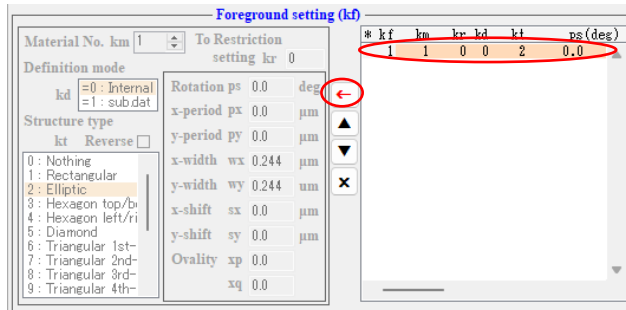 Foreground setting (kf)
Material No. km 1
To Restriction
setting kr 0
Definition mode
kd =0 : Internal
=1 : sub.dat
Structure type
kt Reverse
0 : Nothing
1 : Rectangular
2 : Elliptic
3 : Hexagon top/b
4 : Hexagon left/ri
5 : Diamond
6 : Triangular 1st-
7 : Triangular 2nd-
8 : Triangular 3rd-
9 : Triangular 4th-
Rotation ps 0.0 deg
x-period px 0.0 μm
y-period py 0.0 μm
x-width wx 0.244 μm
y-width wy 0.244 um
x-shift sx 0.0 μm
y-shift sy 0.0 μm
Ovality xp 0.0
xq 0.0
* kf km kr kd kt ps(deg)
1 1 0 0 2 0.0